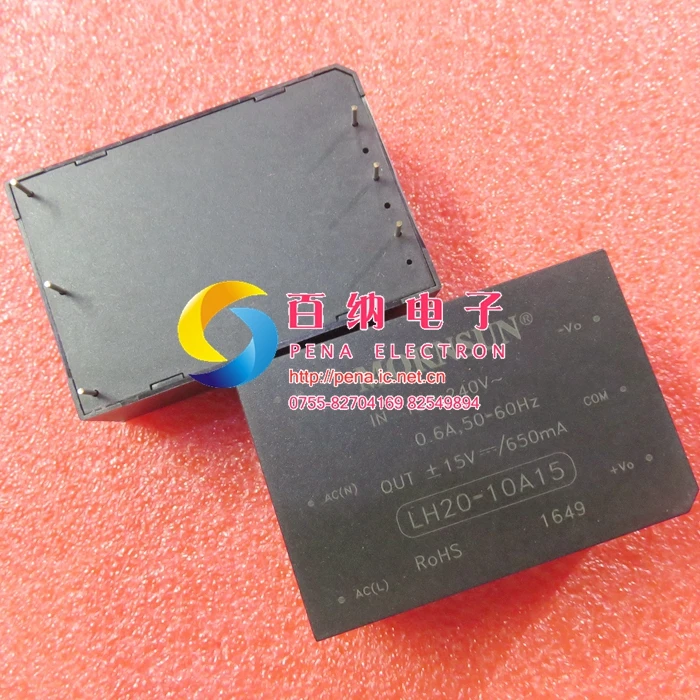 百纳电子
PENA ELECTRON
http://pena.ic.net.cn
0755-82704169 82549894
®
240V~
IN
0.6A,50-60Hz
OUT ±15V⎓/650mA
LH20-10A15
1649
RoHS
-Vo
COM
+Vo
AC(N)
AC(L)